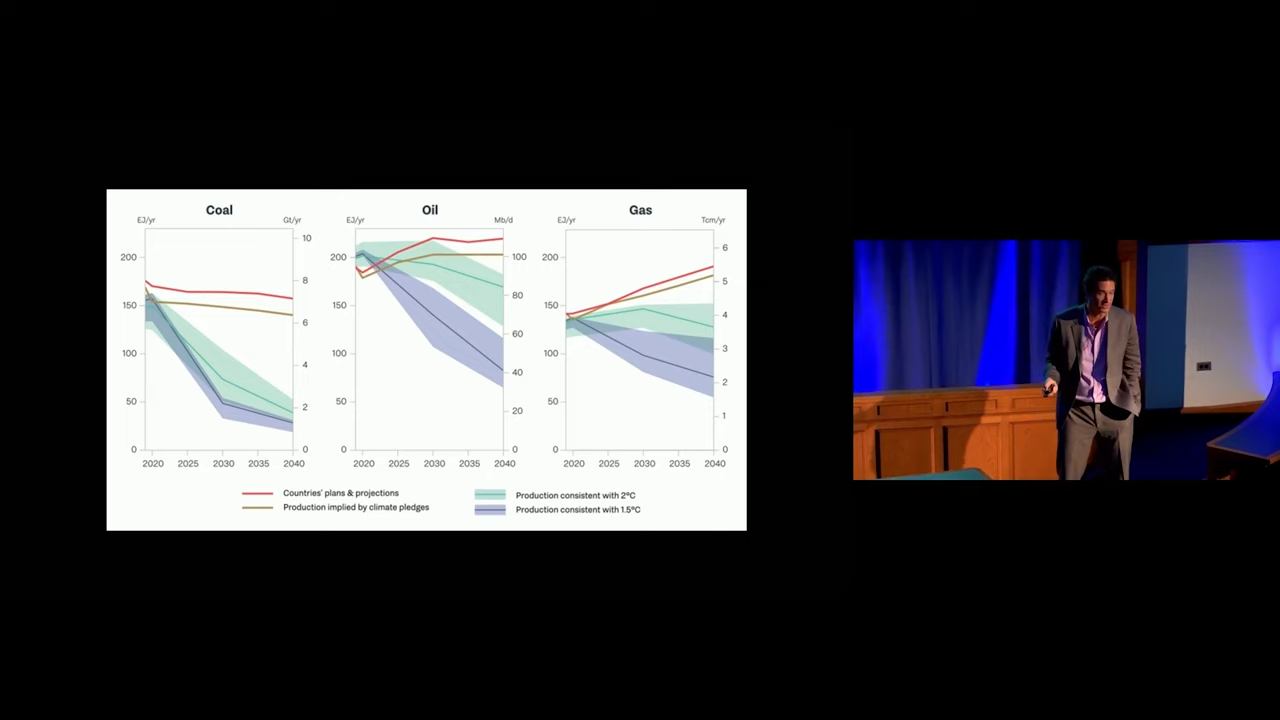 Coal
Oil
Gas
EJ/yr
Gt/yr
EJ/yr
Mb/d
EJ/yr
Tcm/yr
200
150
100
50
0
10
8
6
4
2
0
2020 2025 2030 2035 2040
200
150
100
50
0
100
80
60
40
20
0
2020 2025 2030 2035 2040
200
150
100
50
0
6
5
4
3
2
1
0
2020 2025 2030 2035 2040
Countries' plans & projections
Production implied by climate pledges
Production consistent with 2°C
Production consistent with 1.5°C